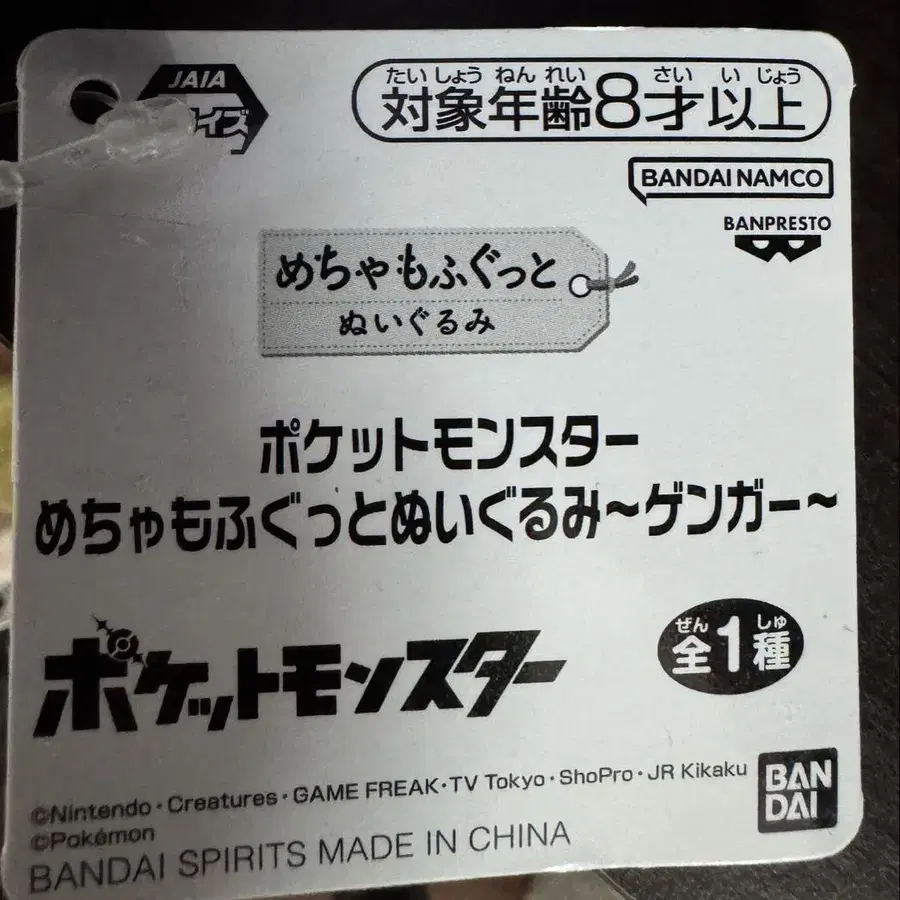 JAIA
イズ
たいしょうねんれい さいいじょう
対象年齢8才以上
BANDAI NAMCO
BANPRESTO
めちゃもふぐっと
ぬいぐるみ
ポケットモンスター
めちゃもふぐっとぬいぐるみ~ゲンガー~
ポケットモンスター
ぜん しゅ
全1種
©Nintendo・Creatures・GAME FREAK・TV Tokyo・ShoPro・JR Kikaku
©Pokémon
BANDAI SPIRITS MADE IN CHINA
BAN
DAI